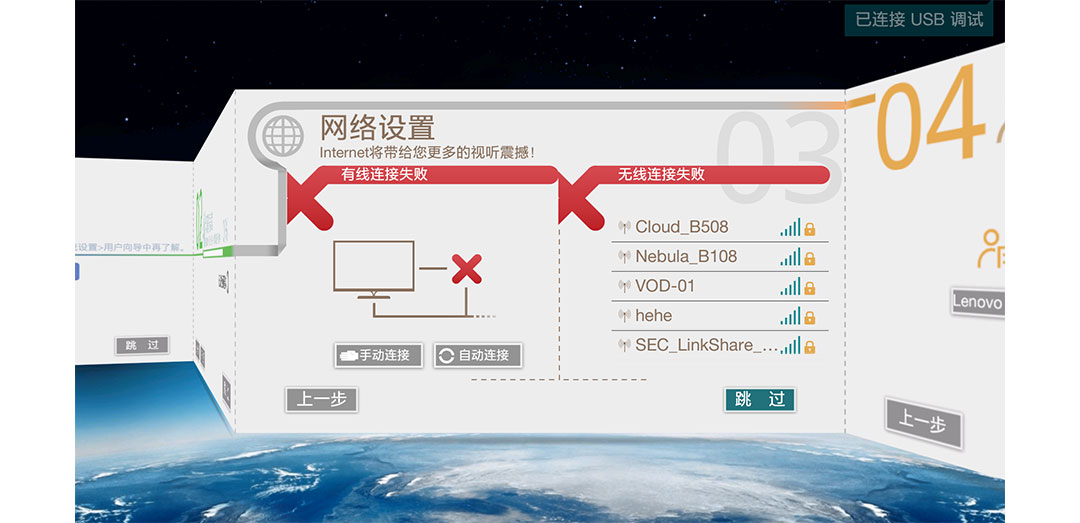 已连接 USB 调试
03
04
网络设置
Internet将带给您更多的视听震撼！
有线连接失败
无线连接失败
Cloud_B508
Nebula_B108
VOD-01
hehe
SEC_LinkShare_...
手动连接
自动连接
上一步
跳 过
设置>用户向导中再了解。
跳 过
02
Lenovo
上一步